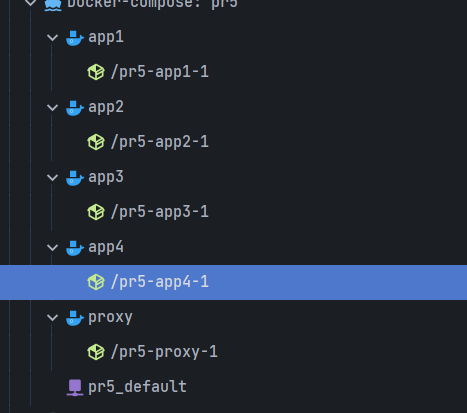 Docker-compose: pr5
app1
/pr5-app1-1
app2
/pr5-app2-1
app3
/pr5-app3-1
app4
/pr5-app4-1
proxy
/pr5-proxy-1
pr5_default